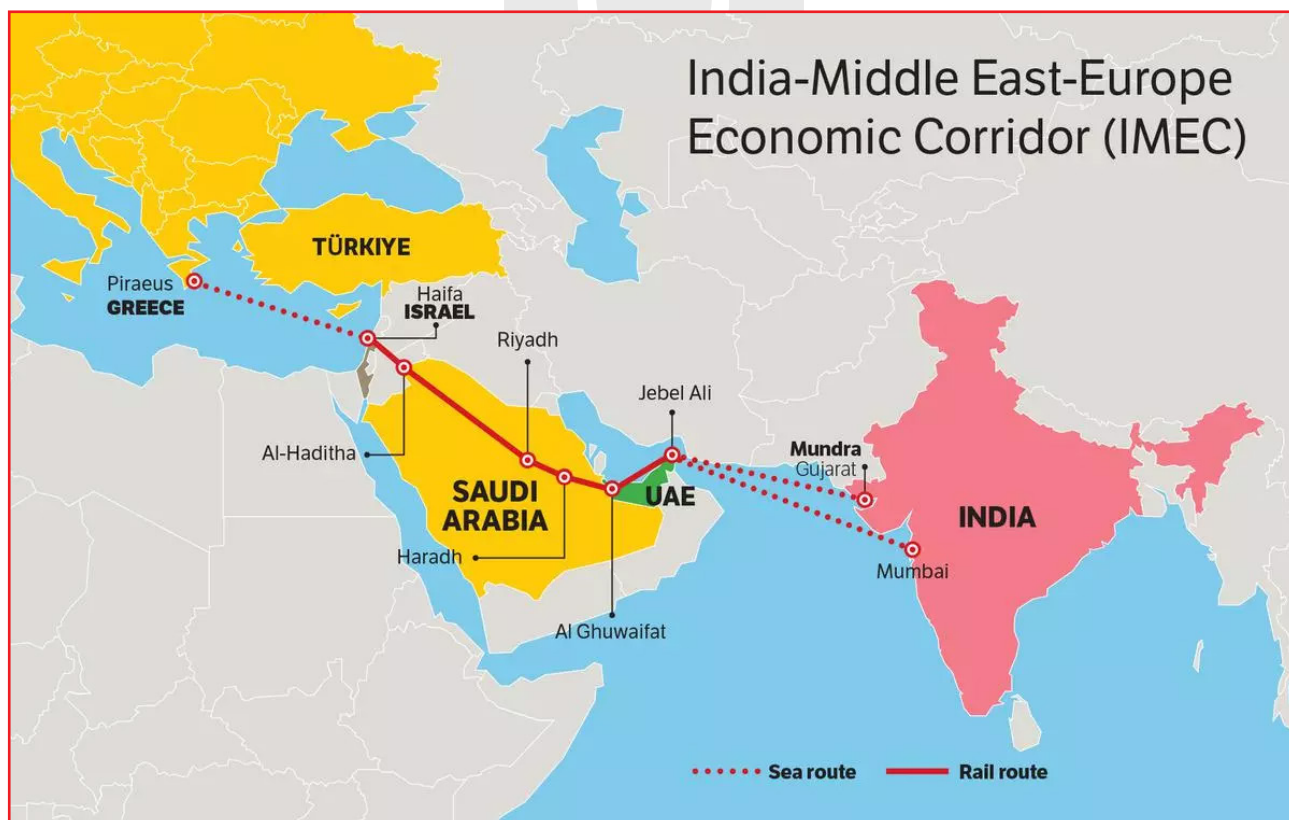 India-Middle East-Europe
Economic Corridor (IMEC)
TÜRKIYE
Piraeus
GREECE
Haifa
ISRAEL
Riyadh
Jebel Ali
Al-Haditha
Mundra
Gujarat
SAUDI
ARABIA
UAE
INDIA
Haradh
Mumbai
Al Ghuwaifat
Sea route
Rail route